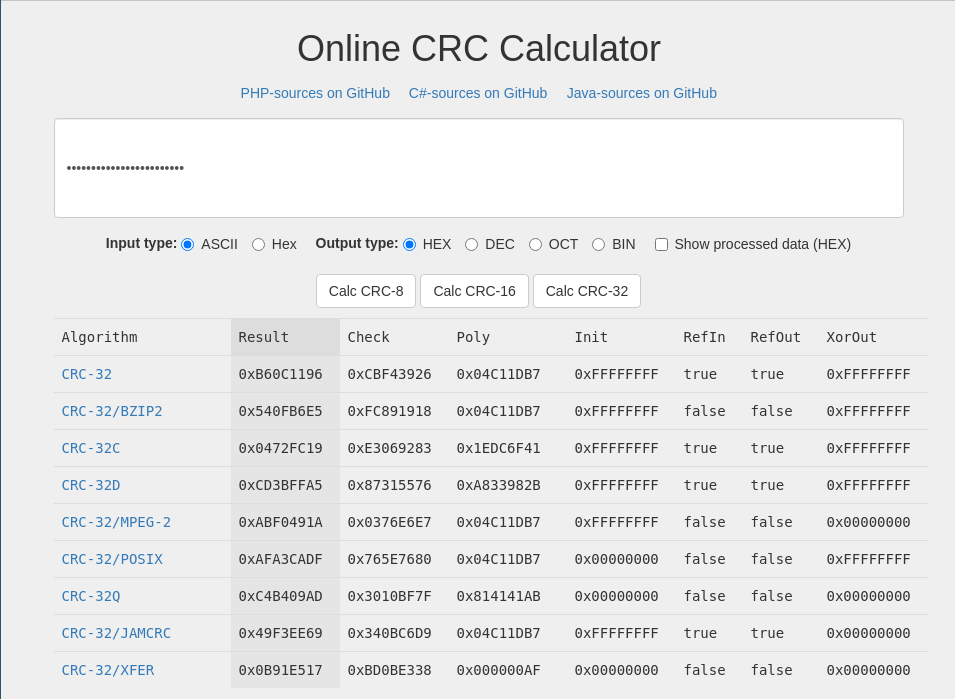 Online CRC Calculator
PHP-sources on GitHub C#-sources on GitHub Java-sources on GitHub
••••••••••••••••••••••••
Input type: ASCII Hex Output type: HEX DEC OCT BIN Show processed data (HEX)
Calc CRC-8 Calc CRC-16 Calc CRC-32
Algorithm Result Check Poly Init RefIn RefOut XorOut
CRC-32 0xB60C1196 0xCBF43926 0x04C11DB7 0xFFFFFFFF true true 0xFFFFFFFF
CRC-32/BZIP2 0x540FB6E5 0xFC891918 0x04C11DB7 0xFFFFFFFF false false 0xFFFFFFFF
CRC-32C 0x0472FC19 0xE3069283 0x1EDC6F41 0xFFFFFFFF true true 0xFFFFFFFF
CRC-32D 0xCD3BFFA5 0x87315576 0xA833982B 0xFFFFFFFF true true 0xFFFFFFFF
CRC-32/MPEG-2 0xABF0491A 0x0376E6E7 0x04C11DB7 0xFFFFFFFF false false 0x00000000
CRC-32/POSIX 0xAFA3CADF 0x765E7680 0x04C11DB7 0x00000000 false false 0xFFFFFFFF
CRC-32Q 0xC4B409AD 0x3010BF7F 0x814141AB 0x00000000 false false 0x00000000
CRC-32/JAMCRC 0x49F3EE69 0x340BC6D9 0x04C11DB7 0xFFFFFFFF true true 0x00000000
CRC-32/XFER 0x0B91E517 0xBD0BE338 0x000000AF 0x00000000 false false 0x00000000